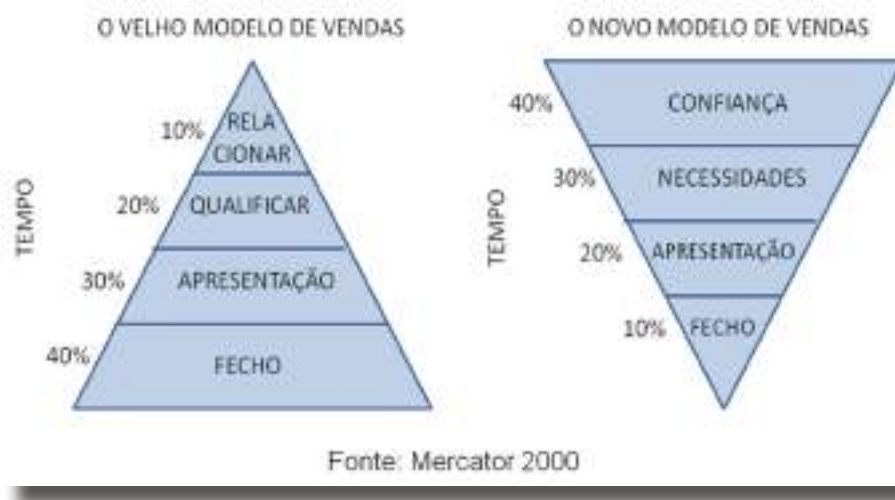 O VELHO MODELO DE VENDAS
TEMPO
10%
RELA
CIONAR
20%
QUALIFICAR
30%
APRESENTAÇÃO
40%
FECHO
O NOVO MODELO DE VENDAS
TEMPO
40%
CONFIANÇA
30%
NECESSIDADES
20%
APRESENTAÇÃO
10%
FECHO
Fonte: Mercator 2000